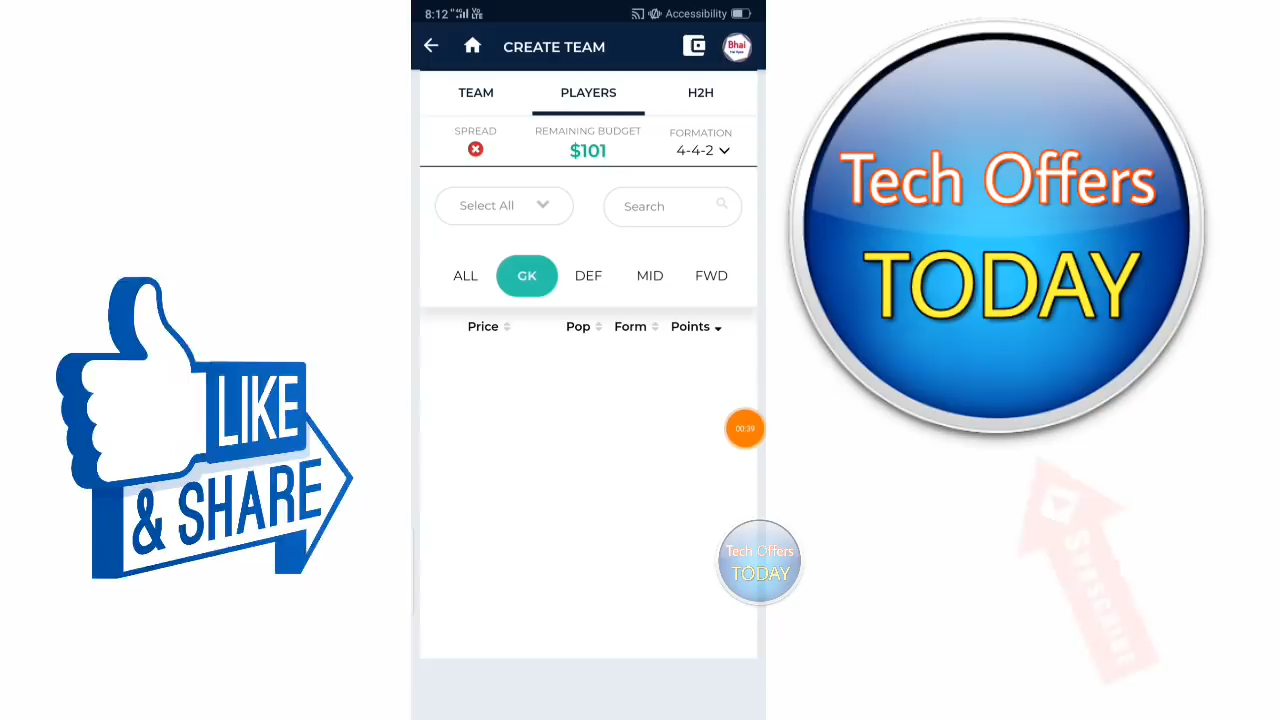 8:12
Accessibility
CREATE TEAM
Bhai
TEAM PLAYERS H2H
SPREAD REMAINING BUDGET FORMATION
$101 4-4-2
Select All Search
ALL GK DEF MID FWD
Price Pop Form Points
00:39
Tech Offers
TODAY
LIKE
& SHARE
Tech Offers
TODAY
Subscribe